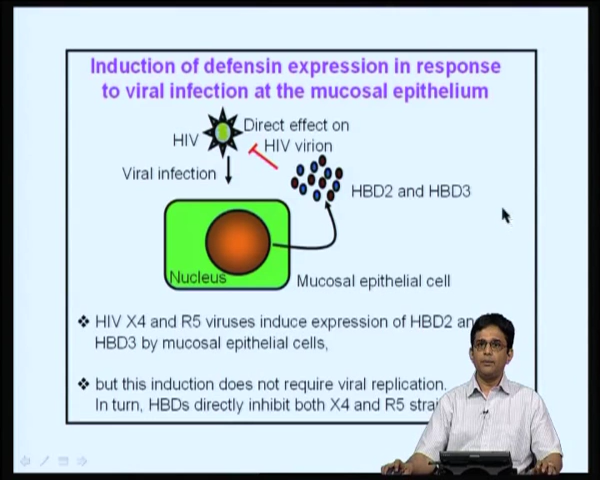 Induction of defensin expression in response
to viral infection at the mucosal epithelium
Direct effect on
HIV
HIV virion
Viral infection
HBD2 and HBD3
Nucleus
Mucosal epithelial cell
❖ HIV X4 and R5 viruses induce expression of HBD2 an
HBD3 by mucosal epithelial cells,
❖ but this induction does not require viral replication.
In turn, HBDs directly inhibit both X4 and R5